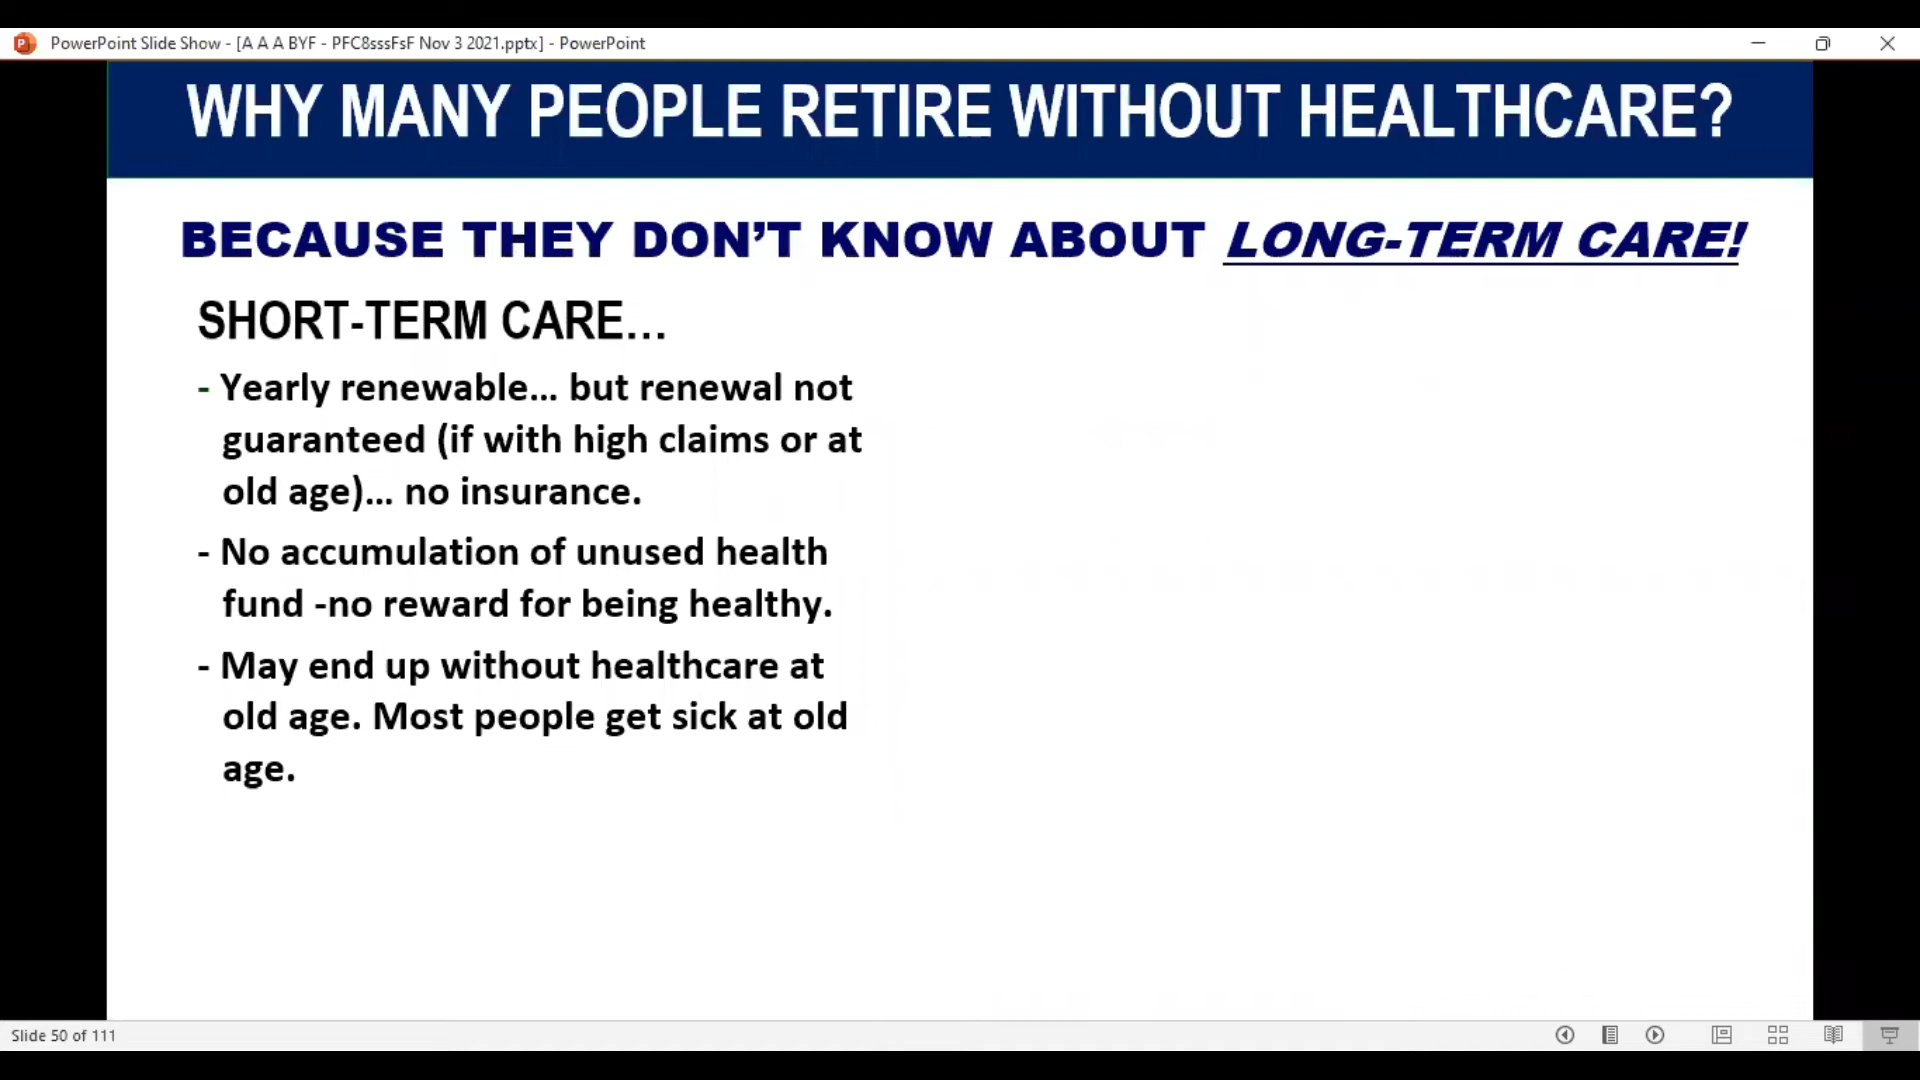 PowerPoint Slide Show - [A A A BYF - PFC8sssFsF Nov 3 2021.pptx] - PowerPoint
WHY MANY PEOPLE RETIRE WITHOUT HEALTHCARE?
BECAUSE THEY DON’T KNOW ABOUT LONG-TERM CARE!
SHORT-TERM CARE…
- Yearly renewable… but renewal not
guaranteed (if with high claims or at
old age)… no insurance.
- No accumulation of unused health
fund -no reward for being healthy.
- May end up without healthcare at
old age. Most people get sick at old
age.
Slide 50 of 111